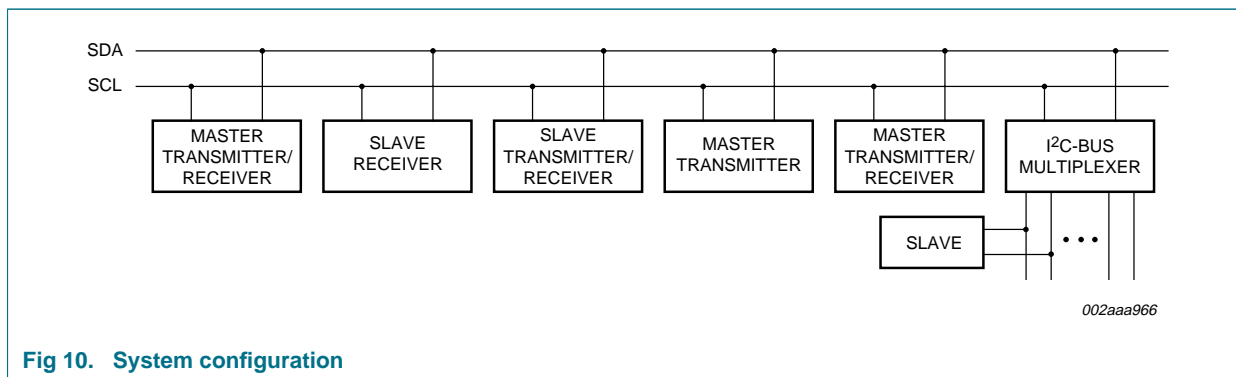 SDA
SCL
MASTER
TRANSMITTER/
RECEIVER
SLAVE
RECEIVER
SLAVE
TRANSMITTER/
RECEIVER
MASTER
TRANSMITTER
MASTER
TRANSMITTER/
RECEIVER
I²C-BUS
MULTIPLEXER
SLAVE
002aaa966
Fig 10. System configuration